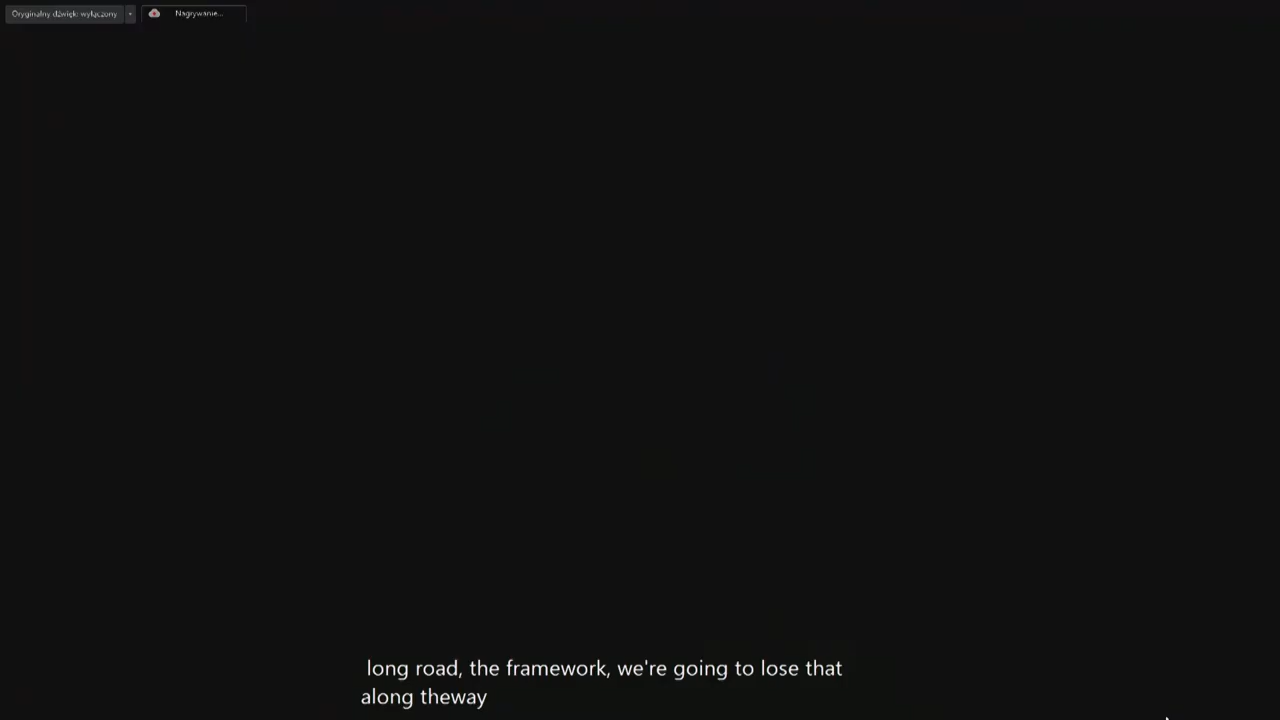 Oryginalny dźwięk: wyłączony
Nagrywanie...
long road, the framework, we're going to lose that
along theway